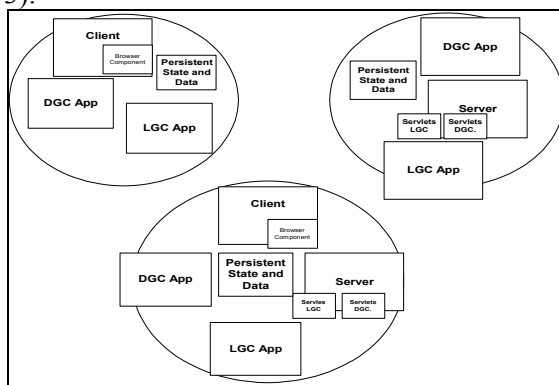 5).
Client
Browser
Component
Persistent
State and
Data
DGC App
LGC App
DGC App
Persistent
State and
Data
Server
Servlets
LGC
Servlets
DGC.
LGC App
Client
Browser
Component
DGC App
Persistent
State and
Data
Server
Servles
LGC
Servlets
DGC.
LGC App